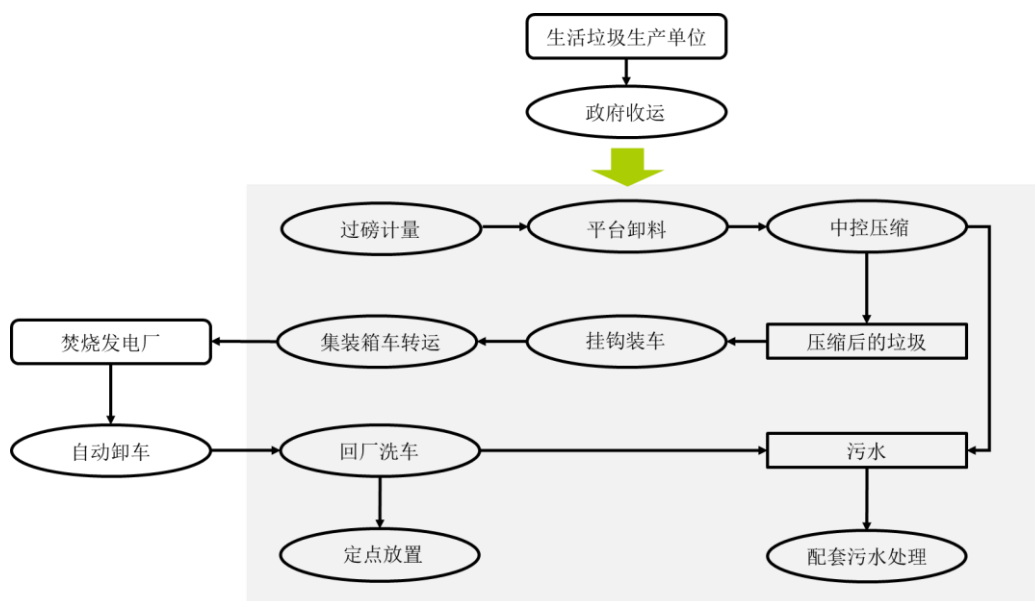 生活垃圾生产单位
政府收运
过磅计量
平台卸料
中控压缩
焚烧发电厂
集装箱车转运
挂钩装车
压缩后的垃圾
自动卸车
回厂洗车
污水
定点放置
配套污水处理